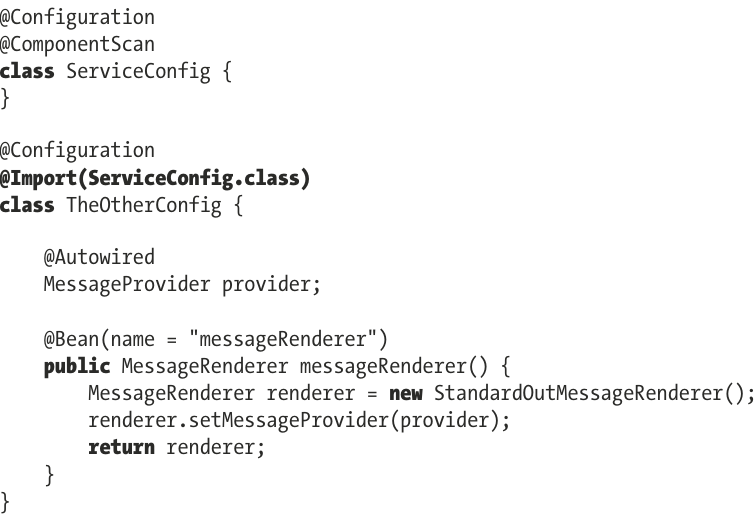 @Configuration
@ComponentScan
class ServiceConfig {
}

@Configuration
@Import(ServiceConfig.class)
class TheOtherConfig {

    @Autowired
    MessageProvider provider;

    @Bean(name = "messageRenderer")
    public MessageRenderer messageRenderer() {
        MessageRenderer renderer = new StandardOutMessageRenderer();
        renderer.setMessageProvider(provider);
        return renderer;
    }
}